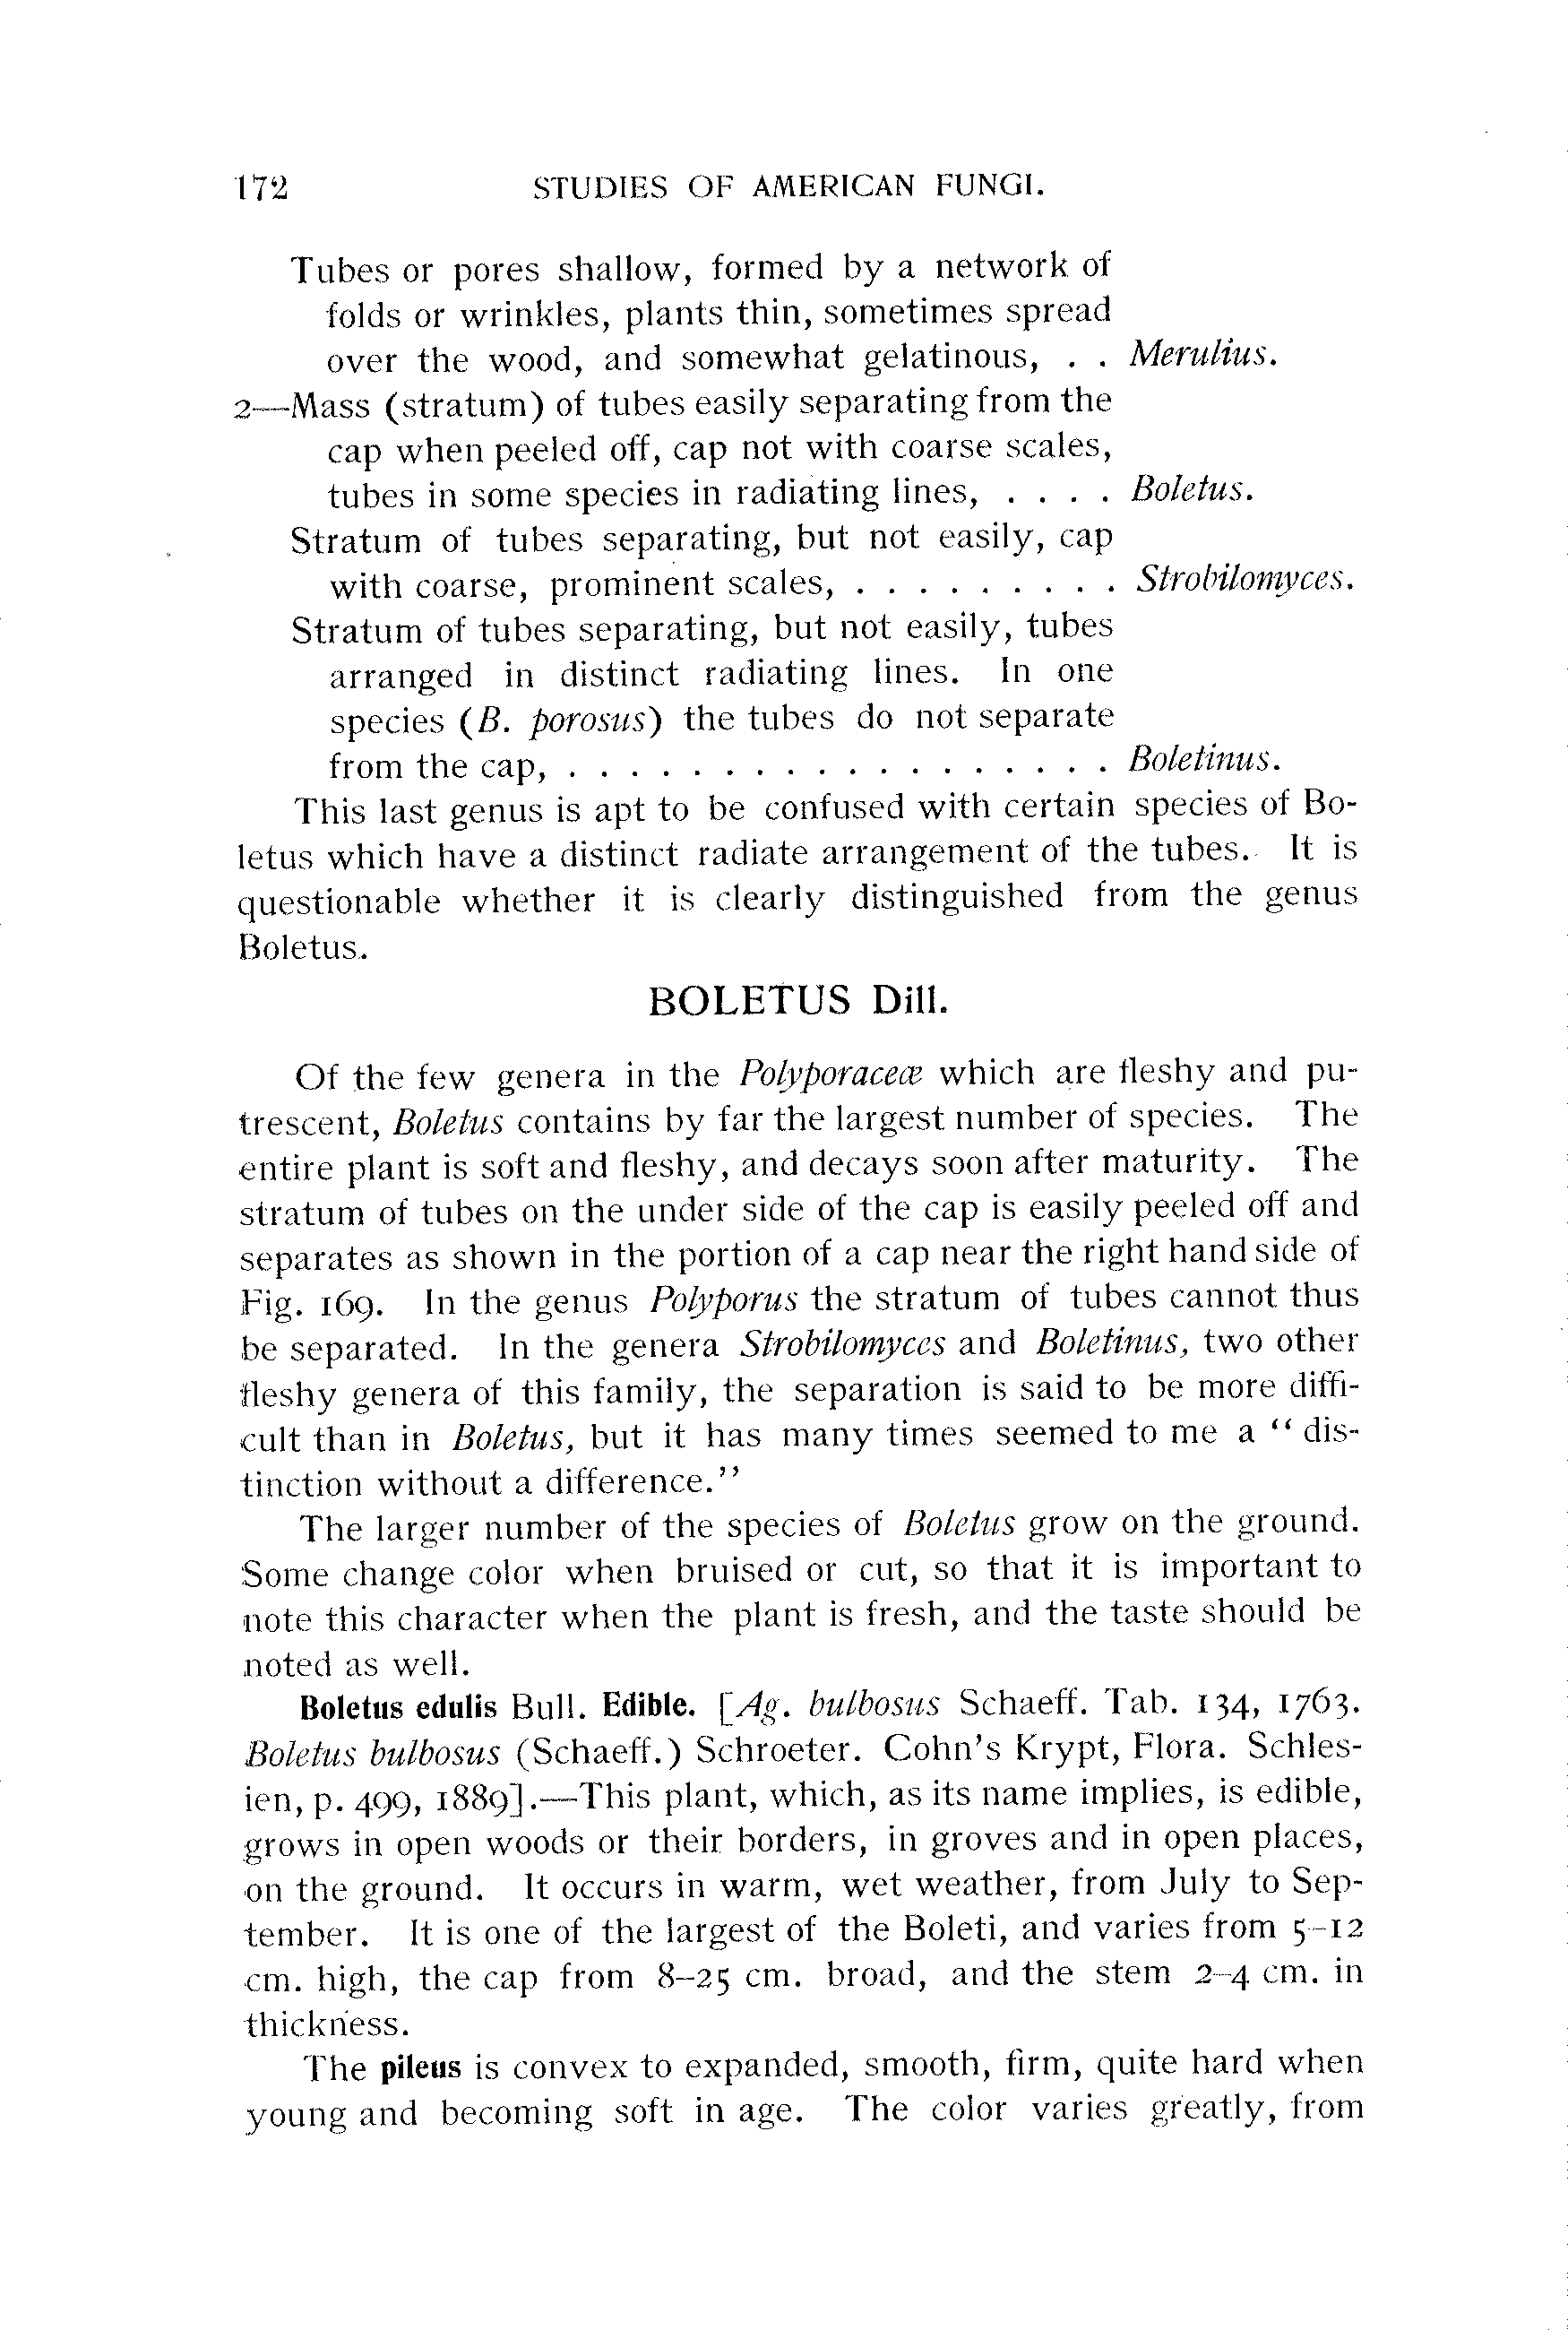 172 STUDIES OF AMERICAN FUNGI.
Tubes or pores shallow, formed by a network of
folds or wrinkles, plants thin, sometimes spread
over the wood, and somewhat gelatinous, . . Merulius.
2—Mass (stratum) of tubes easily separating from the
cap when peeled off, cap not with coarse scales,
tubes in some species in radiating lines, . . . . Boletus.
Stratum of tubes separating, but not easily, cap
with coarse, prominent scales, . . . . . . . . . Strobilomyces.
Stratum of tubes separating, but not easily, tubes
arranged in distinct radiating lines. In one
species (B. porosus) the tubes do not separate
from the cap, . . . . . . . . . . . . . . . . . . Boletinus.
This last genus is apt to be confused with certain species of Bo-
letus which have a distinct radiate arrangement of the tubes. It is
questionable whether it is clearly distinguished from the genus
Boletus.
BOLETUS Dill.
Of the few genera in the Polyporaceæ which are fleshy and pu-
trescent, Boletus contains by far the largest number of species. The
entire plant is soft and fleshy, and decays soon after maturity. The
stratum of tubes on the under side of the cap is easily peeled off and
separates as shown in the portion of a cap near the right hand side of
Fig. 169. In the genus Polyporus the stratum of tubes cannot thus
be separated. In the genera Strobilomyces and Boletinus, two other
fleshy genera of this family, the separation is said to be more diffi-
cult than in Boletus, but it has many times seemed to me a “ dis-
tinction without a difference.”
The larger number of the species of Boletus grow on the ground.
Some change color when bruised or cut, so that it is important to
note this character when the plant is fresh, and the taste should be
noted as well.
Boletus edulis Bull. Edible. [Ag. bulbosus Schaeff. Tab. 134, 1763.
Boletus bulbosus (Schaeff.) Schroeter. Cohn’s Krypt, Flora. Schles-
ien, p. 499, 1889].—This plant, which, as its name implies, is edible,
grows in open woods or their borders, in groves and in open places,
on the ground. It occurs in warm, wet weather, from July to Sep-
tember. It is one of the largest of the Boleti, and varies from 5–12
cm. high, the cap from 8–25 cm. broad, and the stem 2–4 cm. in
thickness.
The pileus is convex to expanded, smooth, firm, quite hard when
young and becoming soft in age. The color varies greatly, from